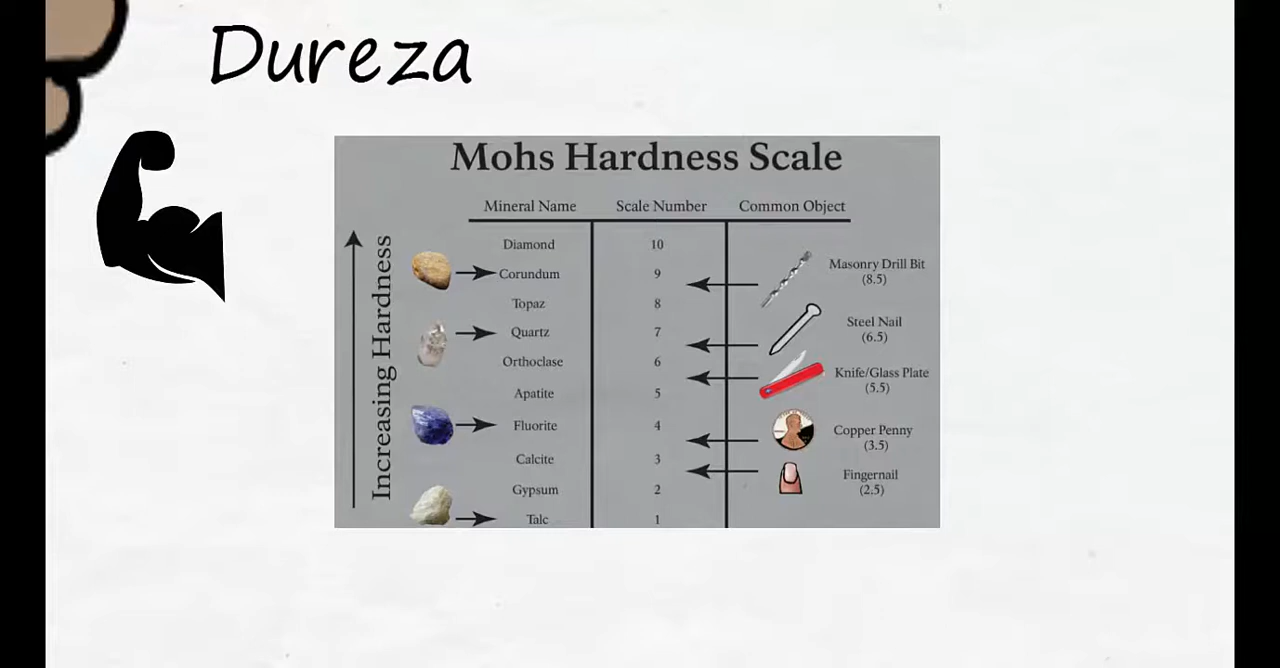 Dureza
Mohs Hardness Scale
Mineral Name Scale Number Common Object
Increasing Hardness
Diamond 10
Corundum 9
Masonry Drill Bit
(8.5)
Topaz 8
Quartz 7
Steel Nail
(6.5)
Orthoclase 6
Knife/Glass Plate
(5.5)
Apatite 5
Fluorite 4
Copper Penny
(3.5)
Calcite 3
Fingernail
(2.5)
Gypsum 2
Talc 1